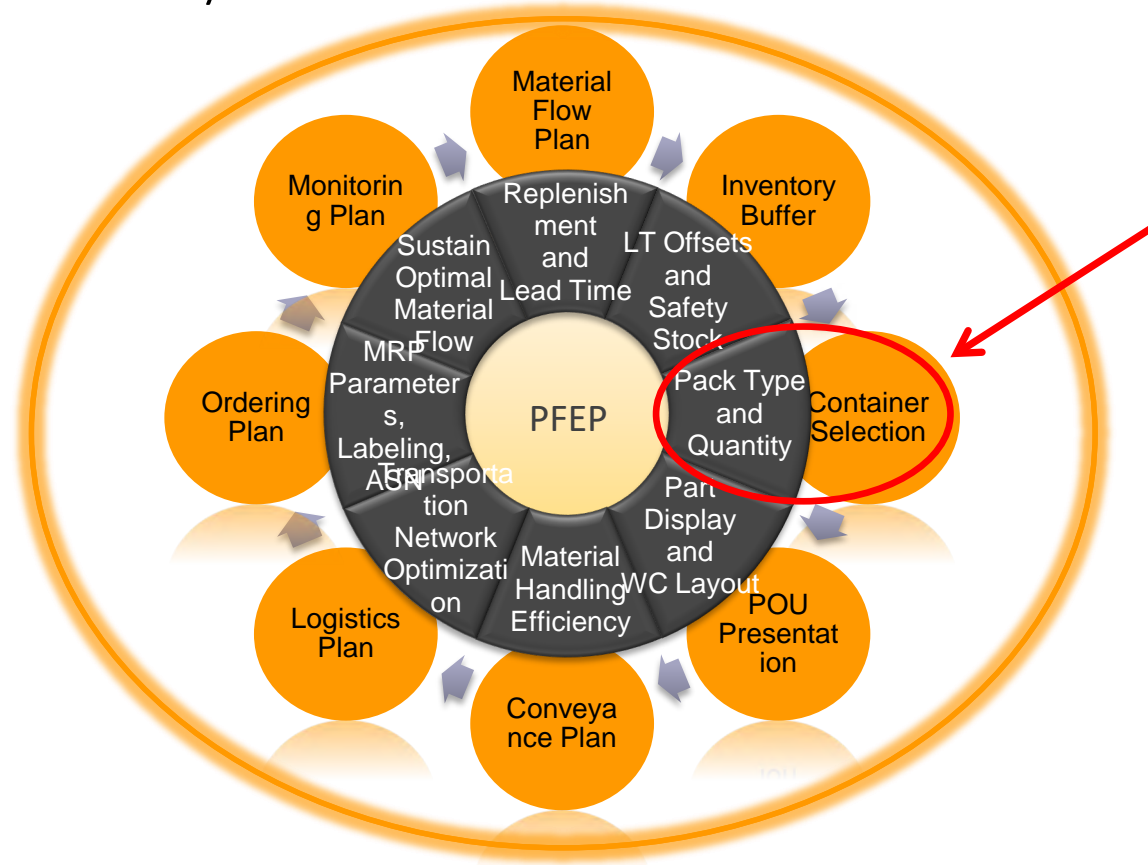 Material
Flow
Plan
Inventory
Buffer
Container
Selection
POU
Presentat
ion
Conveya
nce Plan
Logistics
Plan
Ordering
Plan
Monitorin
g Plan
Replenish
ment
and
Lead Time
LT Offsets
and
Safety
Stock
Pack Type
and
Quantity
Part
Display
and
WC Layout
Material
Handling
Efficiency
Transporta
tion
Network
Optimizati
on
MRP
Parameter
s,
Labeling,
ASN
Sustain
Optimal
Material
Flow
PFEP